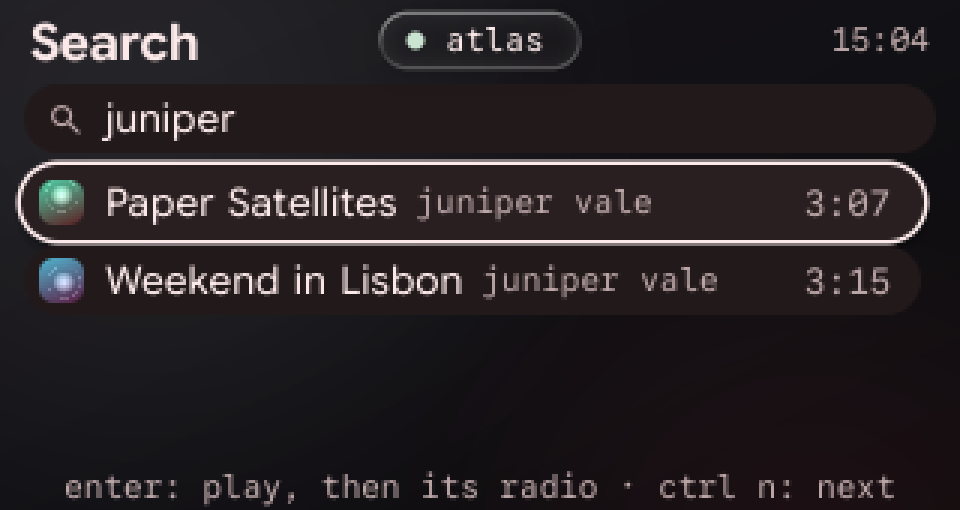 Search atlas 15:04
juniper
Paper Satellites juniper vale 3:07
Weekend in Lisbon juniper vale 3:15
enter: play, then its radio · ctrl n: next